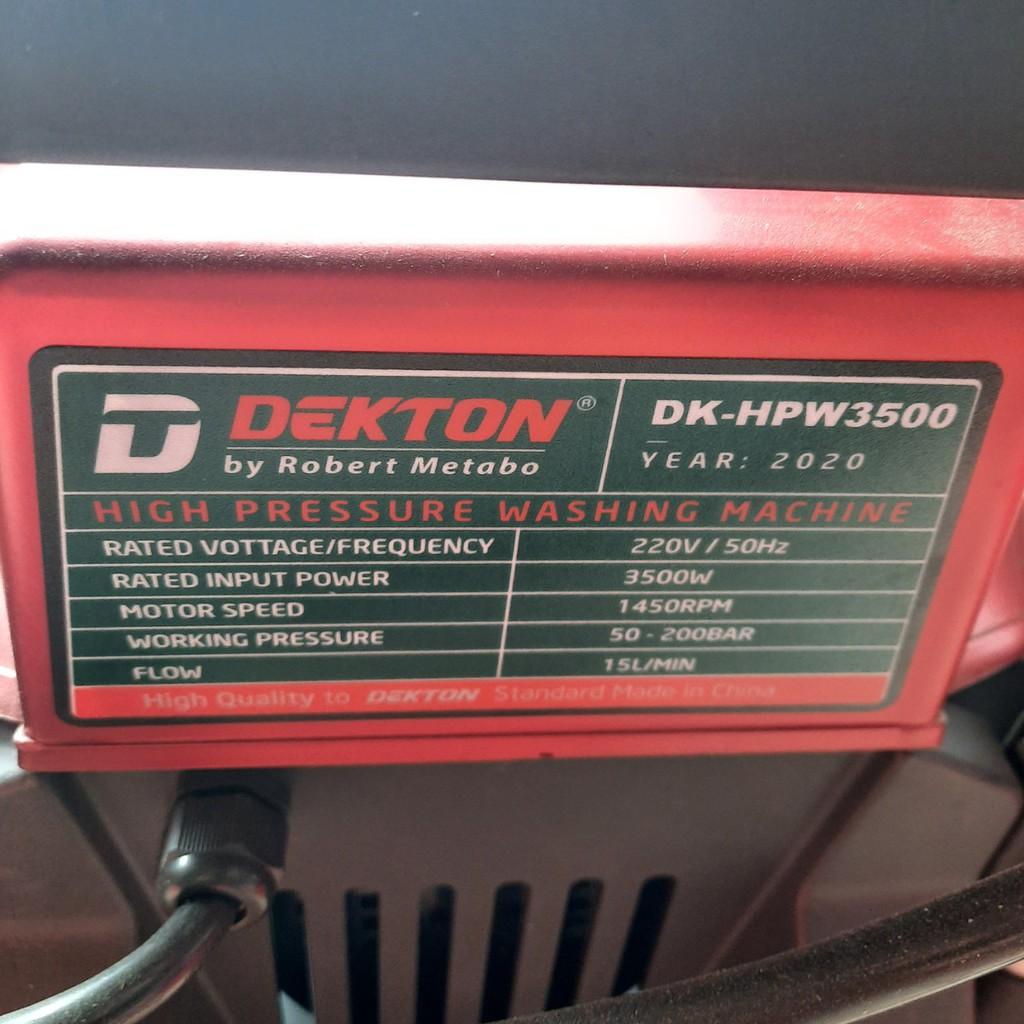 DEKTON®
by Robert Metabo
DK-HPW3500
YEAR: 2020
HIGH PRESSURE WASHING MACHINE
RATED VOTTAGE/FREQUENCY 220V / 50Hz
RATED INPUT POWER 3500W
MOTOR SPEED 1450RPM
WORKING PRESSURE 50 - 200BAR
FLOW 15L/MIN
High Quality to DEKTON Standard Made in China